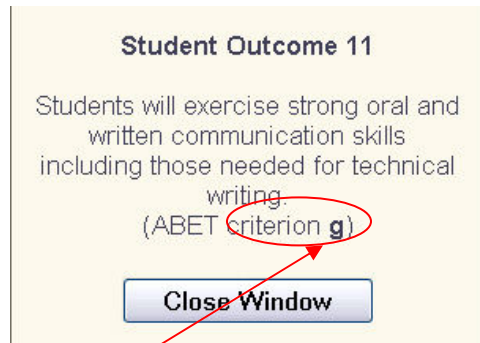 Student Outcome 11
Students will exercise strong oral and
written communication skills
including those needed for technical
writing.
(ABET criterion g)
Close Window